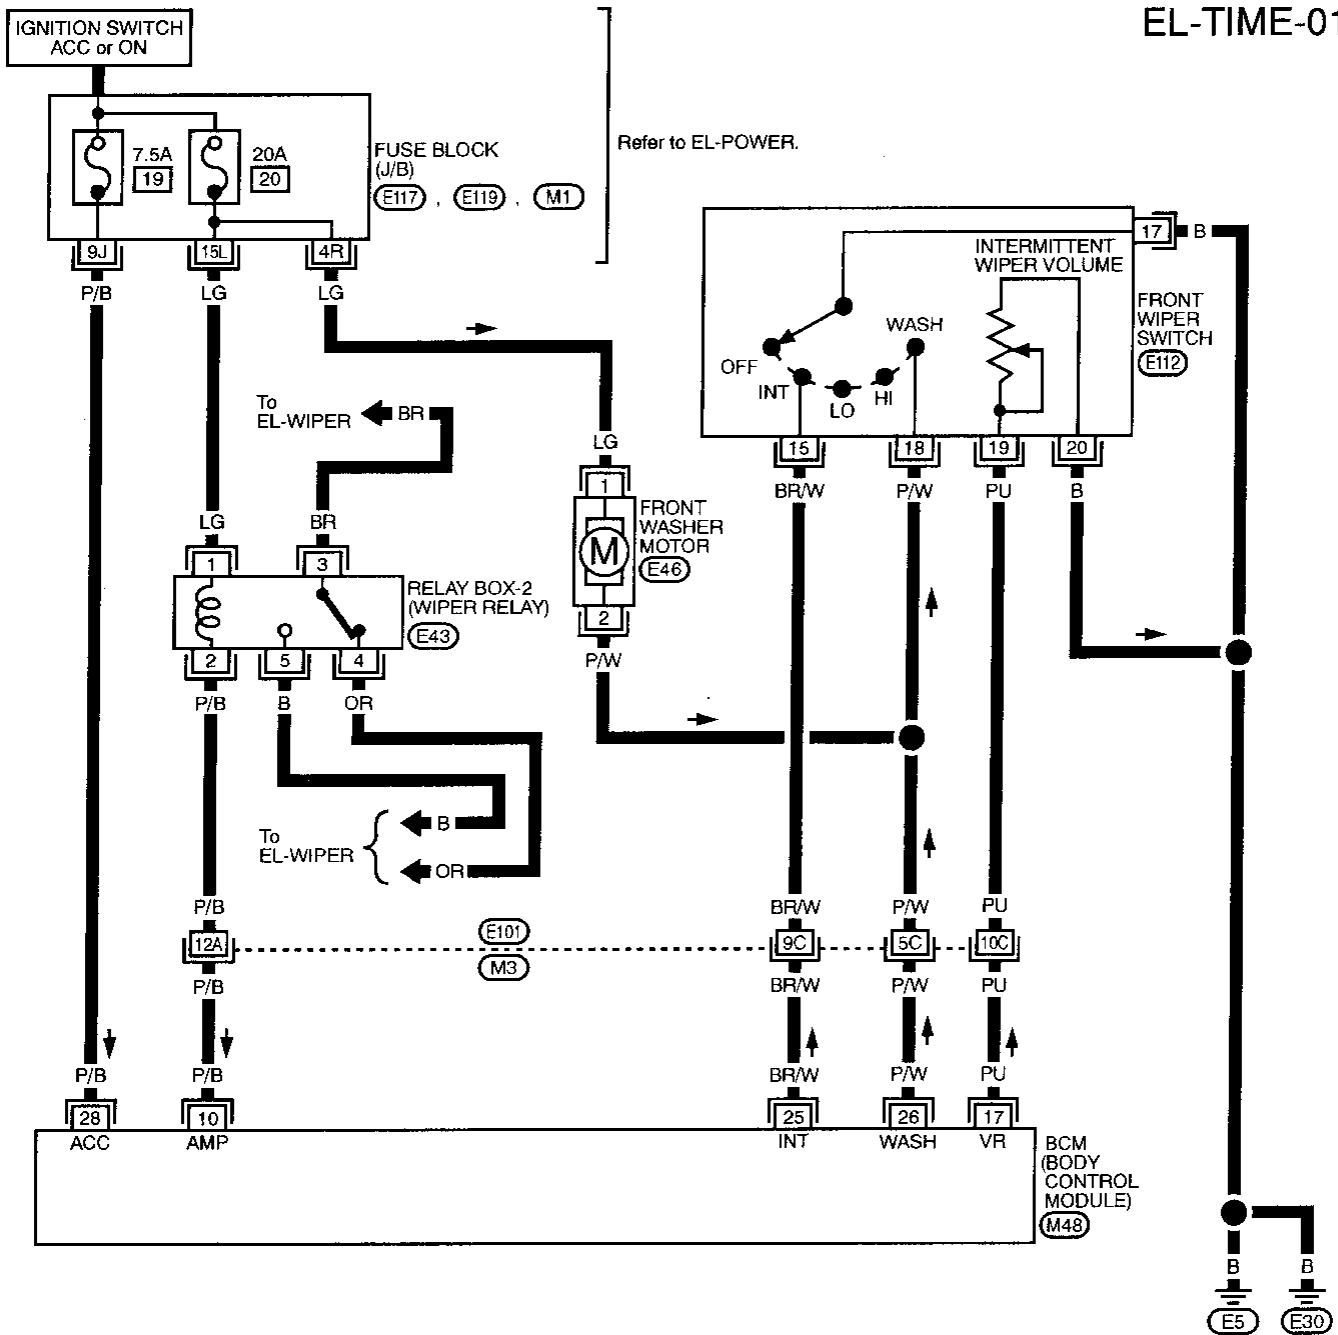 EL-TIME-01
IGNITION SWITCH
ACC or ON
7.5A
19
20A
20
FUSE BLOCK
(J/B)
E117 , E119 , M1
Refer to EL-POWER.
9J
15L
4R
P/B
LG
LG
17
B
INTERMITTENT
WIPER VOLUME
FRONT
WIPER
SWITCH
E112
WASH
OFF
INT
LO
HI
15
18
19
20
BR/W
P/W
PU
B
To
EL-WIPER
BR
LG
1
FRONT
WASHER
MOTOR
E46
M
2
P/W
LG
BR
1
3
RELAY BOX-2
(WIPER RELAY)
E43
2
5
4
P/B
B
OR
To
EL-WIPER
B
OR
P/B
BR/W
P/W
PU
12A
E101
M3
9C
5C
10C
P/B
BR/W
P/W
PU
P/B
P/B
BR/W
P/W
PU
28
10
25
26
17
ACC
AMP
INT
WASH
VR
BCM
(BODY
CONTROL
MODULE)
M48
B
B
E5
E30